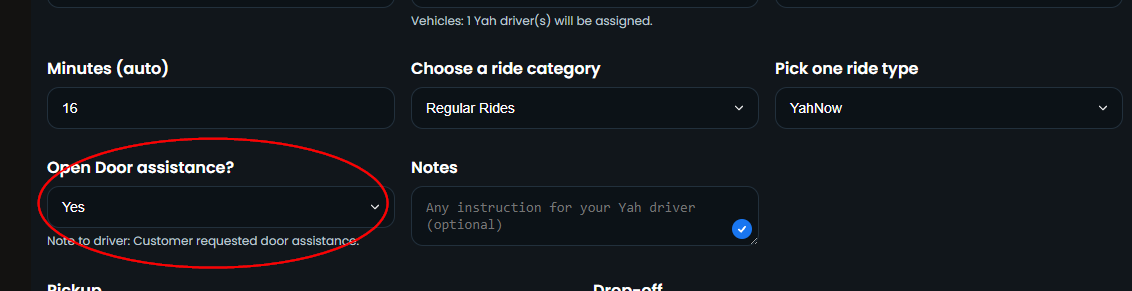 Vehicles: 1 Yah driver(s) will be assigned.
Minutes (auto)
Choose a ride category
Pick one ride type
16
Regular Rides
YahNow
Open Door assistance?
Notes
Yes
Any instruction for your Yah driver
(optional)
Note to driver: Customer requested door assistance.
Pickup
Drop-off